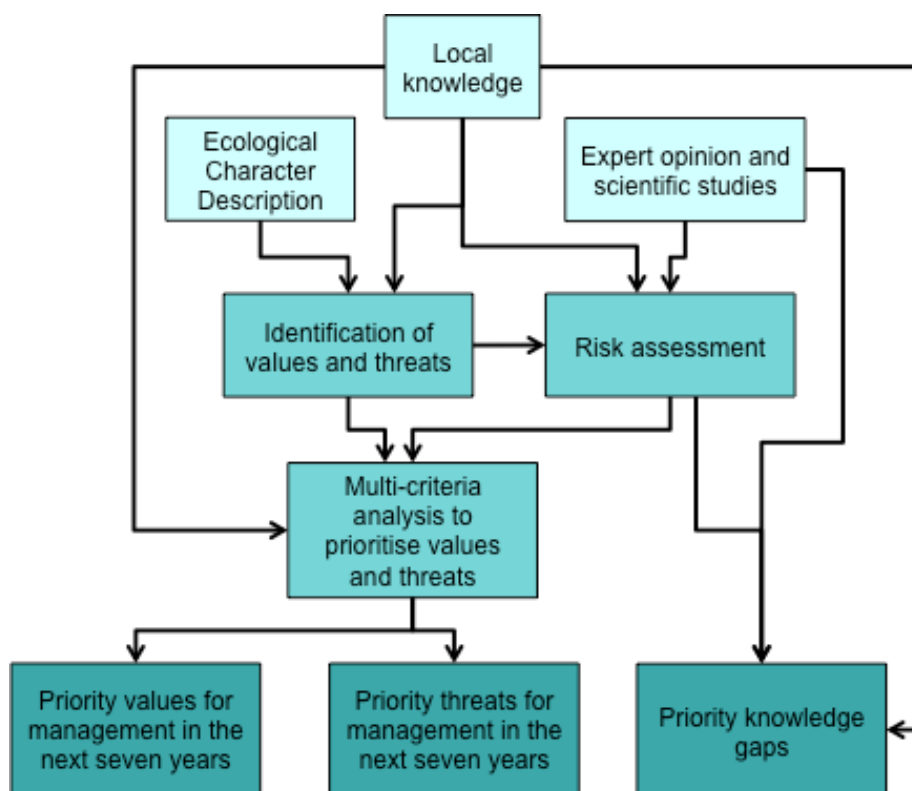 Local
knowledge
Ecological
Character
Description
Expert opinion and
scientific studies
Identification of
values and threats
Risk assessment
Multi-criteria
analysis to
prioritise values
and threats
Priority values for
management in the
next seven years
Priority threats for
management in the
next seven years
Priority knowledge
gaps